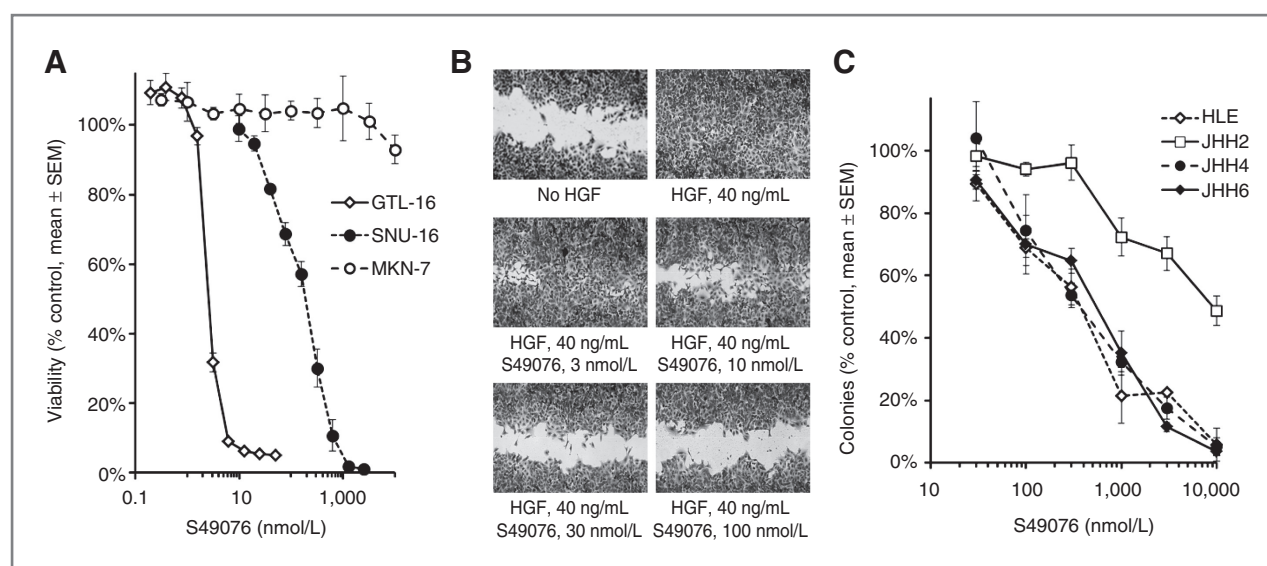 A
Viability (% control, mean ± SEM)
100%
80%
60%
40%
20%
0%
0.1
10
1,000
S49076 (nmol/L)
GTL-16
SNU-16
MKN-7
B
No HGF
HGF, 40 ng/mL
HGF, 40 ng/mL
S49076, 3 nmol/L
HGF, 40 ng/mL
S49076, 10 nmol/L
HGF, 40 ng/mL
S49076, 30 nmol/L
HGF, 40 ng/mL
S49076, 100 nmol/L
C
Colonies (% control, mean ± SEM)
100%
80%
60%
40%
20%
0%
10
100
1,000
10,000
S49076 (nmol/L)
HLE
JHH2
JHH4
JHH6